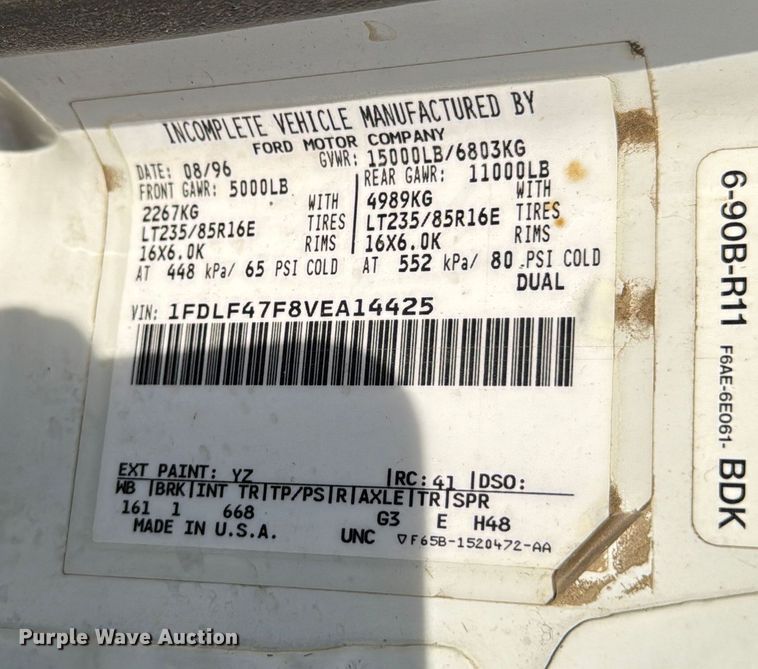 INCOMPLETE VEHICLE MANUFACTURED BY
FORD MOTOR COMPANY
DATE: 08/96 GVWR: 15000LB/6803KG
FRONT GAWR: 5000LB REAR GAWR: 11000LB
2267KG WITH 4989KG WITH
LT235/85R16E TIRES LT235/85R16E TIRES
16X6.0K RIMS 16X6.0K RIMS
AT 448 kPa/ 65 PSI COLD AT 552 kPa/ 80 PSI COLD
DUAL
VIN: 1FDLF47F8VEA14425
EXT PAINT: YZ |RC: 41 |DSO:
WB |BRK|INT TR|TP/PS|R|AXLE|TR|SPR
161 1 668 G3 E H48
MADE IN U.S.A. UNC ▽F65B-1520472-AA
6-90B-R11
F6AE-6E061-BDK
Purple Wave Auction